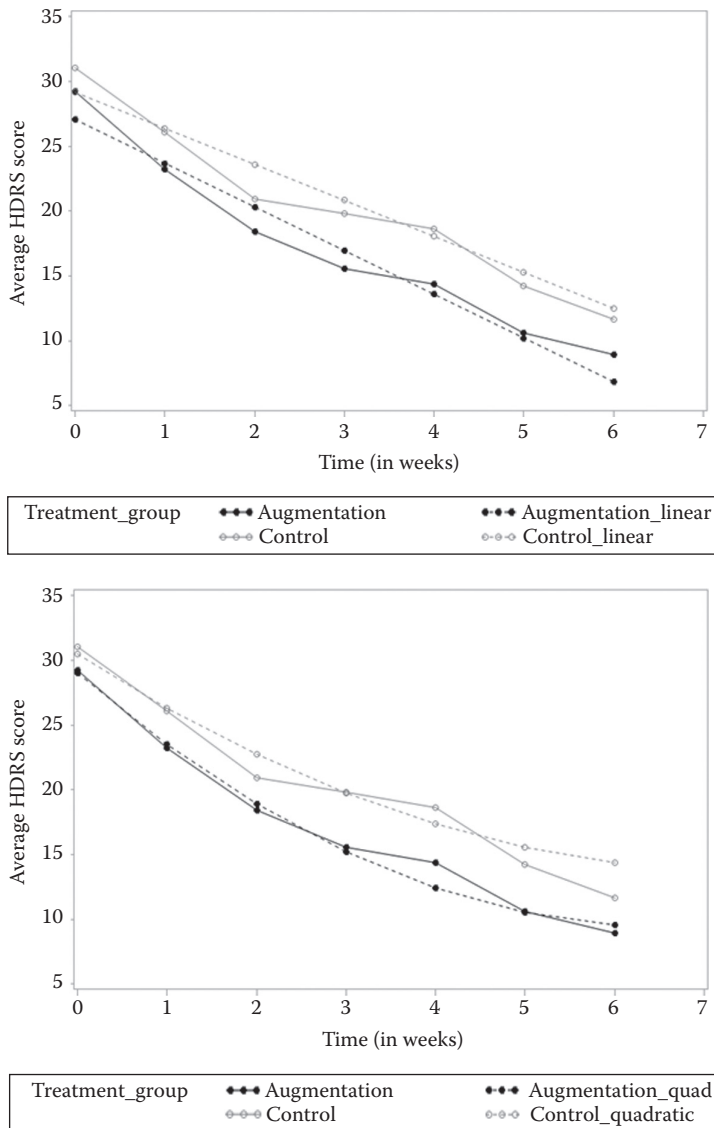 35
30
25
20
15
10
5
Average HDRS score
0 1 2 3 4 5 6 7
Time (in weeks)
Treatment_group Augmentation Augmentation_linear
Control Control_linear
35
30
25
20
15
10
5
Average HDRS score
0 1 2 3 4 5 6 7
Time (in weeks)
Treatment_group Augmentation Augmentation_quad
Control Control_quadratic